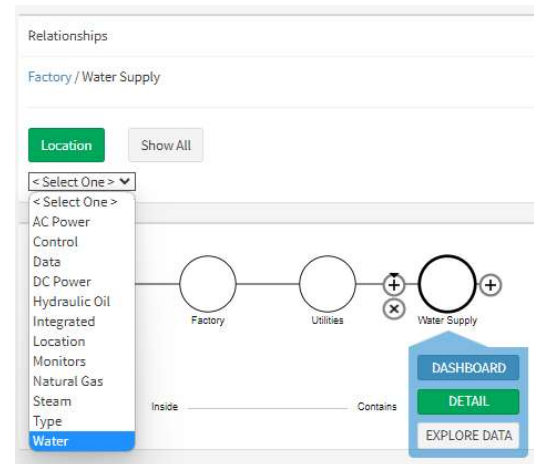 Relationships
Factory / Water Supply
Location Show All
< Select One >
< Select One >
AC Power
Control
Data
DC Power
Hydraulic Oil
Integrated
Location
Monitors
Natural Gas
Steam
Type
Water
Factory Utilities Water Supply
Inside Contains
DASHBOARD
DETAIL
EXPLORE DATA